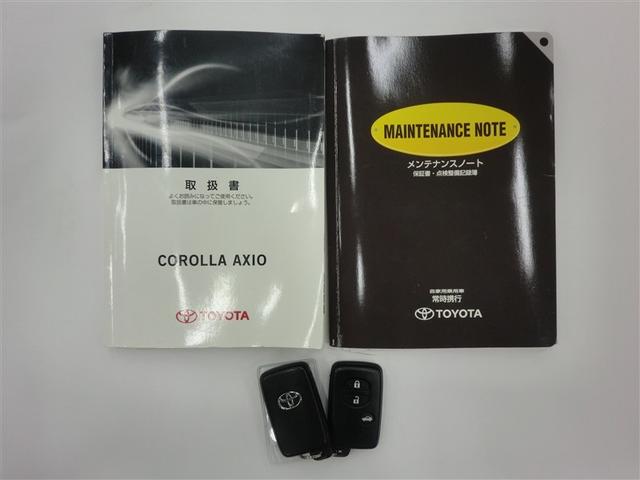 取扱書
よくお読みになってご使用ください。
取扱書は車の中に保管しましょう。
COROLLA AXIO
TOYOTA
MAINTENANCE NOTE
メンテナンスノート
保証書・点検整備記録簿
自家用乗用車
常時携行
TOYOTA